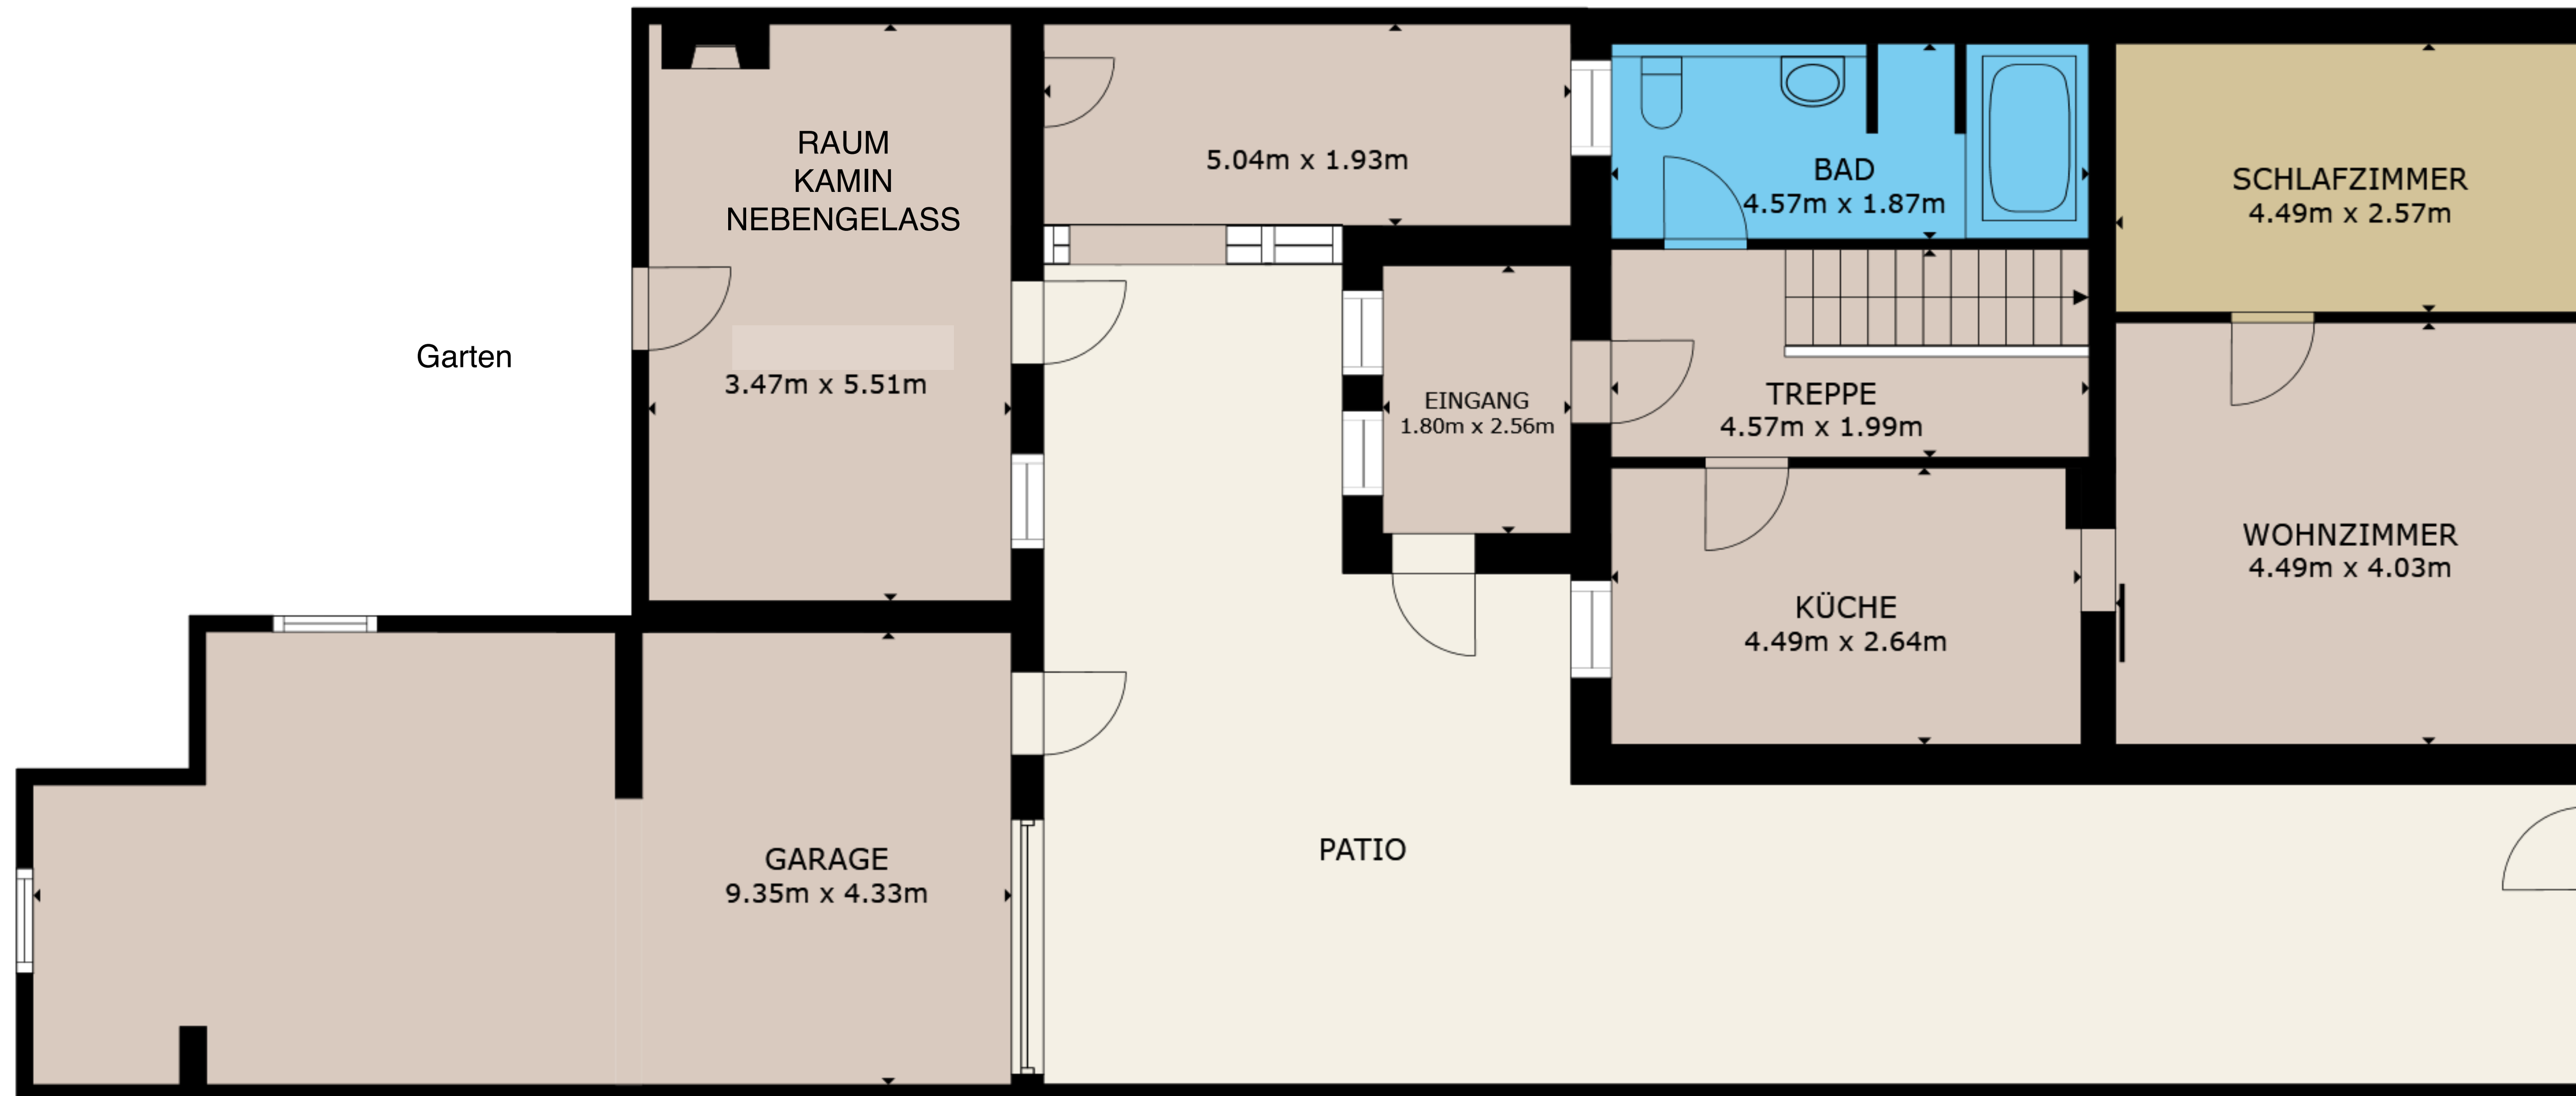 RAUM
KAMIN
NEBENGELASS
3.47m x 5.51m
Garten
5.04m x 1.93m
BAD
4.57m x 1.87m
SCHLAFZIMMER
4.49m x 2.57m
EINGANG
1.80m x 2.56m
TREPPE
4.57m x 1.99m
WOHNZIMMER
4.49m x 4.03m
KÜCHE
4.49m x 2.64m
GARAGE
9.35m x 4.33m
PATIO